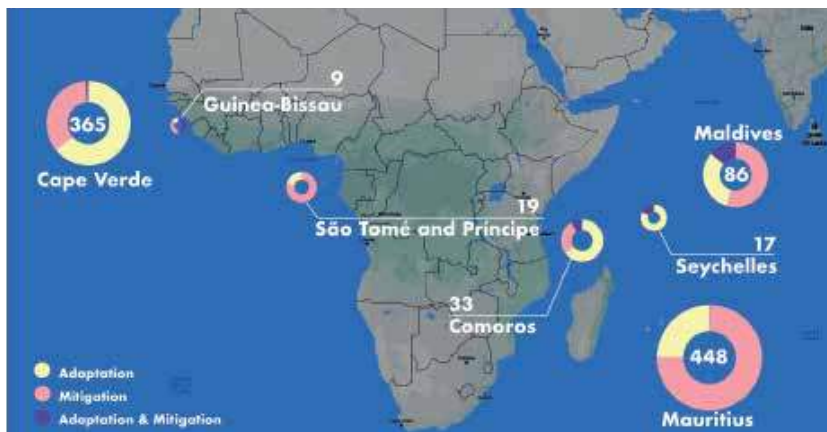 9
Guinea-Bissau
365
Cape Verde
Maldives
86
19
São Tomé and Príncipe
17
Seychelles
33
Comoros
448
Mauritius
Adaptation
Mitigation
Adaptation & Mitigation